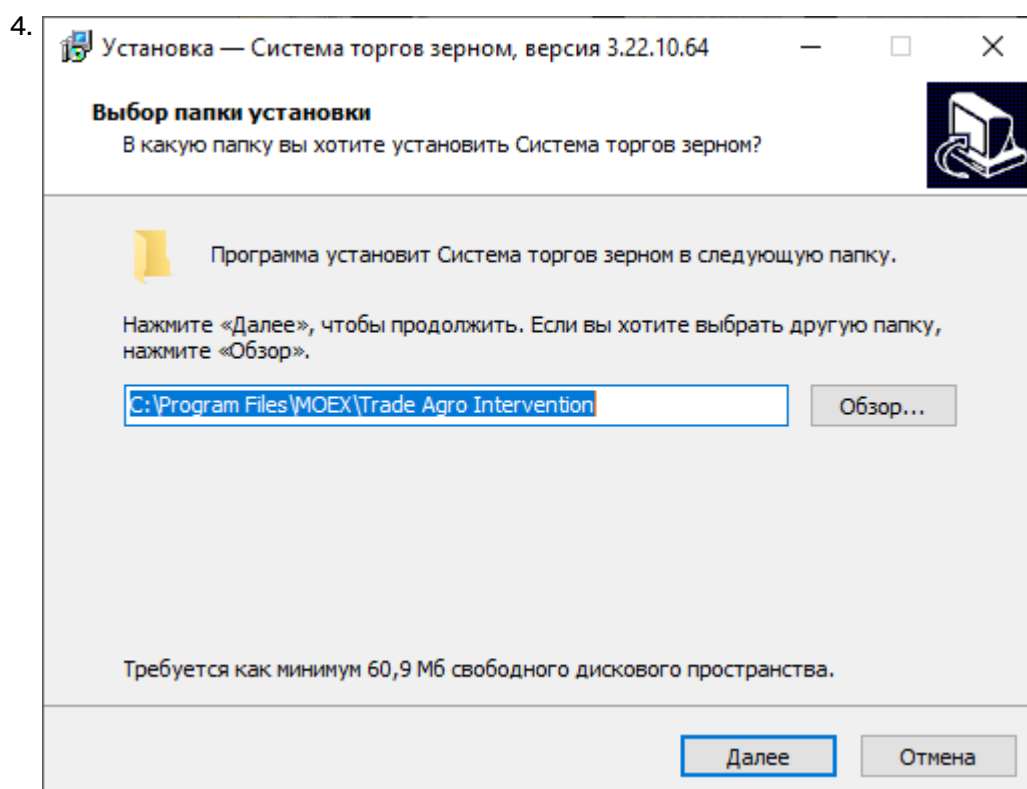 4.
Установка — Система торгов зерном, версия 3.22.10.64
Выбор папки установки
В какую папку вы хотите установить Система торгов зерном?
Программа установит Система торгов зерном в следующую папку.
Нажмите «Далее», чтобы продолжить. Если вы хотите выбрать другую папку,
нажмите «Обзор».
C:\Program Files\MOEX\Trade Agro Intervention
Обзор...
Требуется как минимум 60,9 Мб свободного дискового пространства.
Далее
Отмена